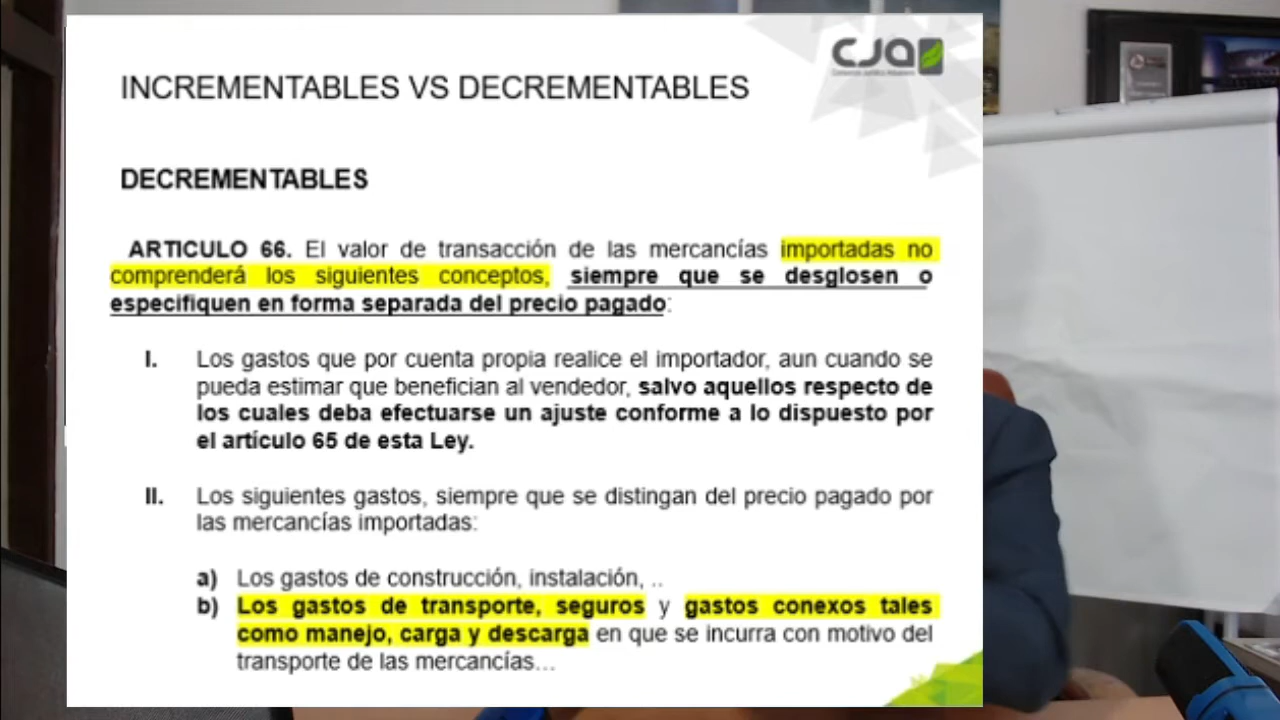 CJA
INCREMENTABLES VS DECREMENTABLES
DECREMENTABLES
ARTICULO 66. El valor de transacción de las mercancías importadas no
comprenderá los siguientes conceptos, siempre que se desglosen o
especifiquen en forma separada del precio pagado:
I. Los gastos que por cuenta propia realice el importador, aun cuando se
pueda estimar que benefician al vendedor, salvo aquellos respecto de
los cuales deba efectuarse un ajuste conforme a lo dispuesto por
el artículo 65 de esta Ley.
II. Los siguientes gastos, siempre que se distingan del precio pagado por
las mercancías importadas:
a) Los gastos de construcción, instalación, ..
b) Los gastos de transporte, seguros y gastos conexos tales
como manejo, carga y descarga en que se incurra con motivo del
transporte de las mercancías...